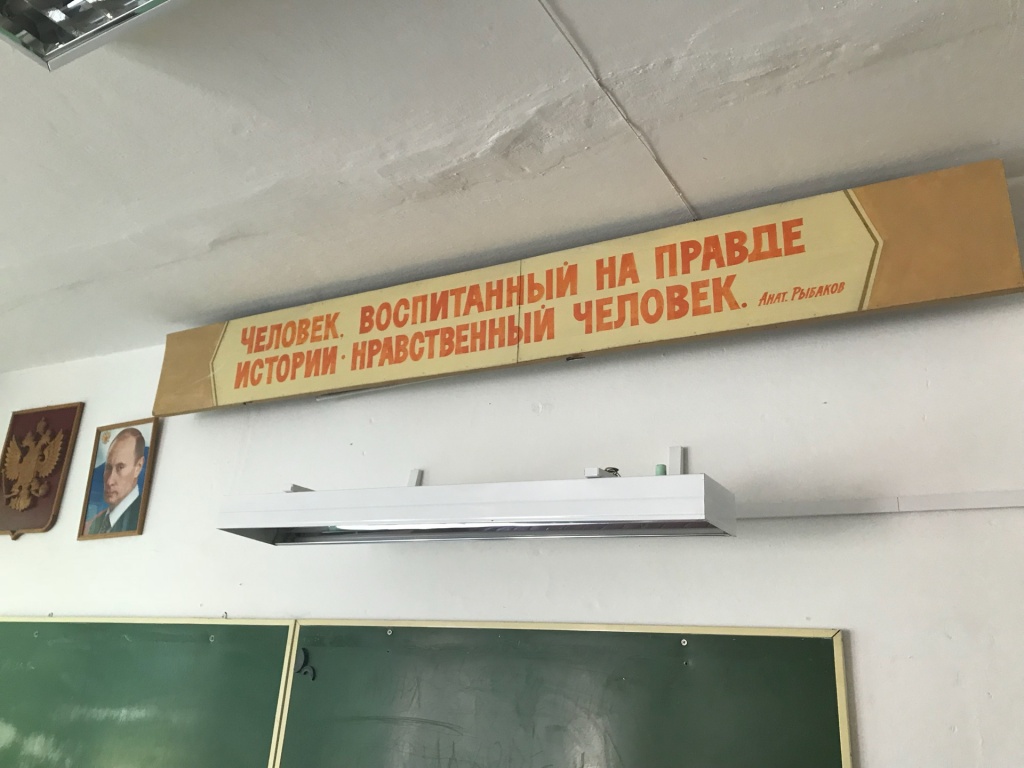 ЧЕЛОВЕК. ВОСПИТАННЫЙ НА ПРАВДЕ
ИСТОРИИ - НРАВСТВЕННЫЙ ЧЕЛОВЕК. АНАТ. РЫБАКОВ